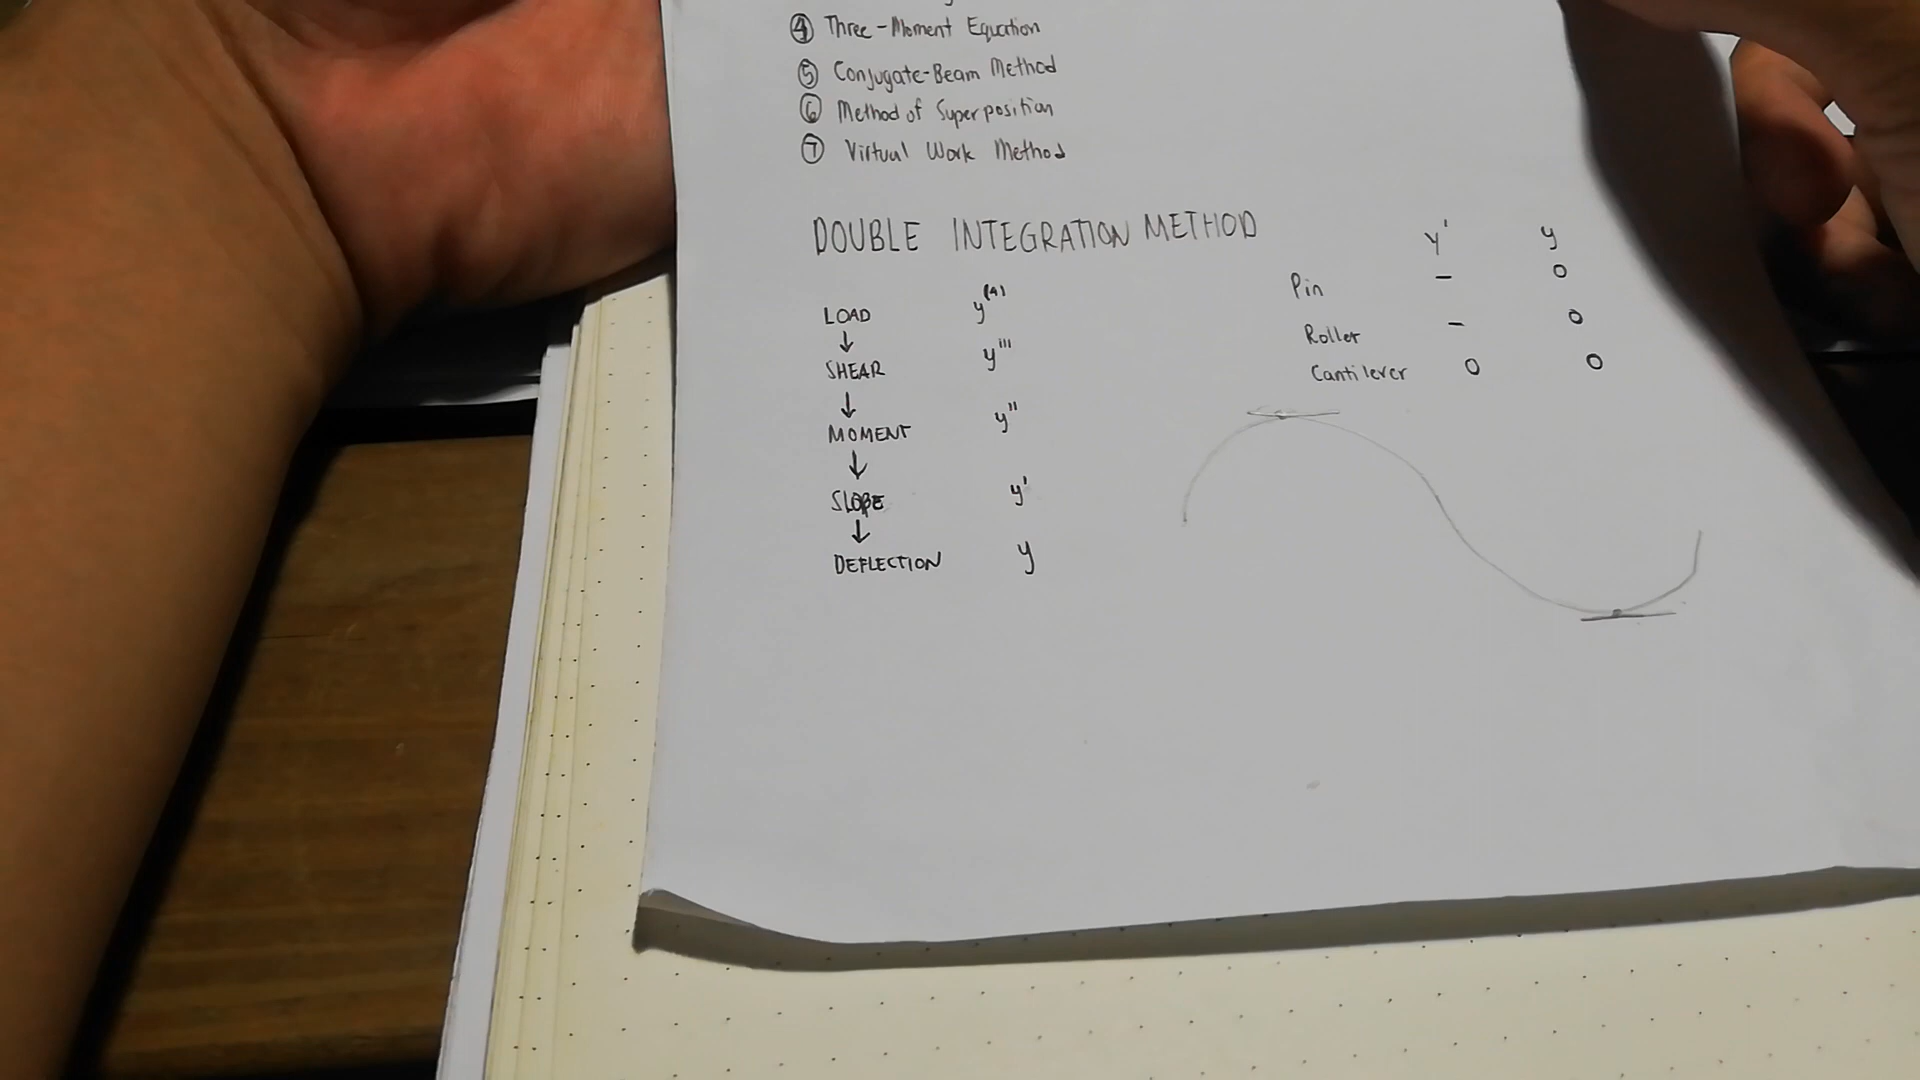 ④ Three-Moment Equation
⑤ Conjugate-Beam Method
⑥ Method of Superposition
⑦ Virtual Work Method
DOUBLE INTEGRATION METHOD
LOAD y⁽⁴⁾
↓
SHEAR y'''
↓
MOMENT y''
↓
SLOPE y'
↓
DEFLECTION y
y' y
Pin - 0
Roller - 0
Cantilever 0 0